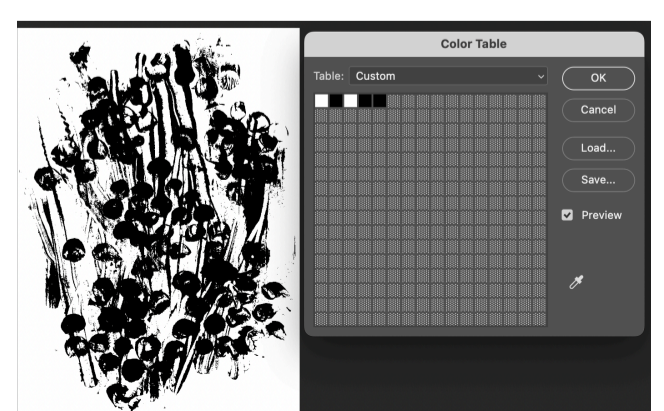 Color Table
Table: Custom
OK
Cancel
Load...
Save...
Preview